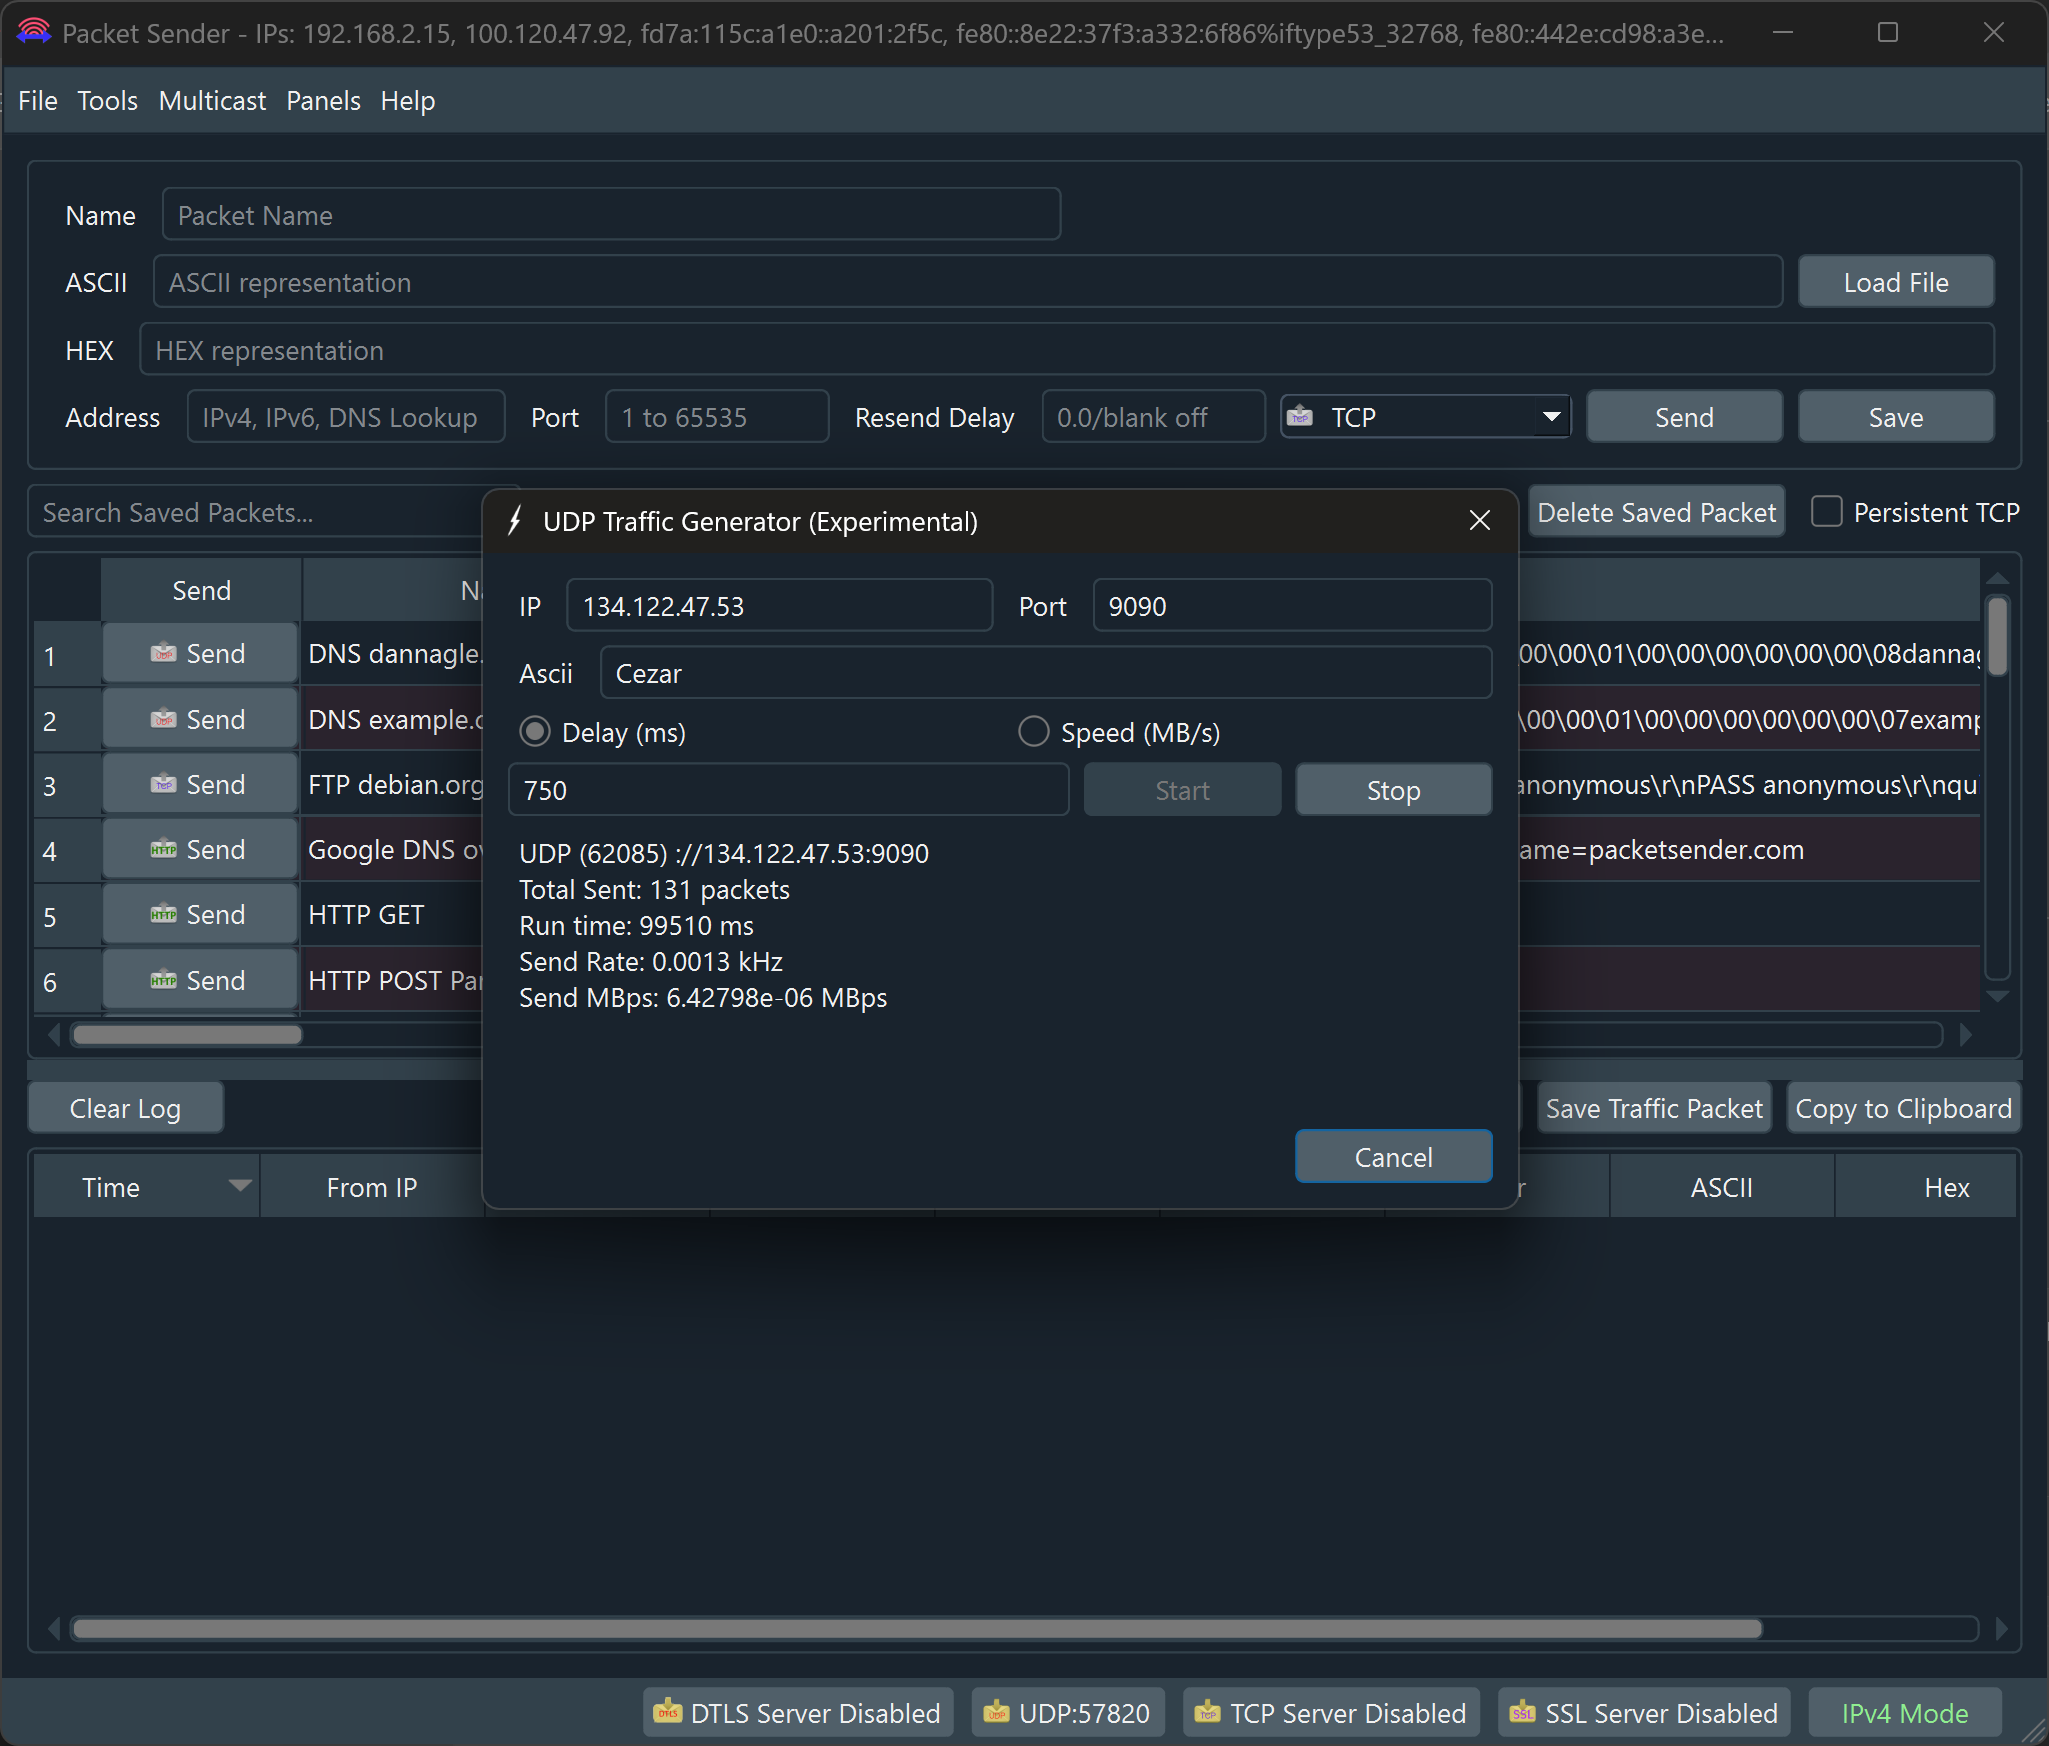 Packet Sender - IPs: 192.168.2.15, 100.120.47.92, fd7a:115c:a1e0::a201:2f5c, fe80::8e22:37f3:a332:6f86%iftype53_32768, fe80::442e:cd98:a3e...
File Tools Multicast Panels Help
Name Packet Name
ASCII ASCII representation Load File
HEX HEX representation
Address IPv4, IPv6, DNS Lookup Port 1 to 65535 Resend Delay 0.0/blank off TCP Send Save
Search Saved Packets... Delete Saved Packet Persistent TCP
UDP Traffic Generator (Experimental)
IP 134.122.47.53 Port 9090
Ascii Cezar
Delay (ms) Speed (MB/s)
750 Start Stop
UDP (62085) ://134.122.47.53:9090
Total Sent: 131 packets
Run time: 99510 ms
Send Rate: 0.0013 kHz
Send MBps: 6.42798e-06 MBps
Cancel
Send
1 Send DNS dannagle. 00\00\01\00\00\00\00\00\00\08dannag
2 Send DNS example.c \00\00\01\00\00\00\00\00\00\07examp
3 Send FTP debian.org anonymous\r\nPASS anonymous\r\nqu
4 Send Google DNS ov ame=packetsender.com
5 Send HTTP GET
6 Send HTTP POST Par
Clear Log Save Traffic Packet Copy to Clipboard
Time From IP r ASCII Hex
DTLS Server Disabled UDP:57820 TCP Server Disabled SSL Server Disabled IPv4 Mode